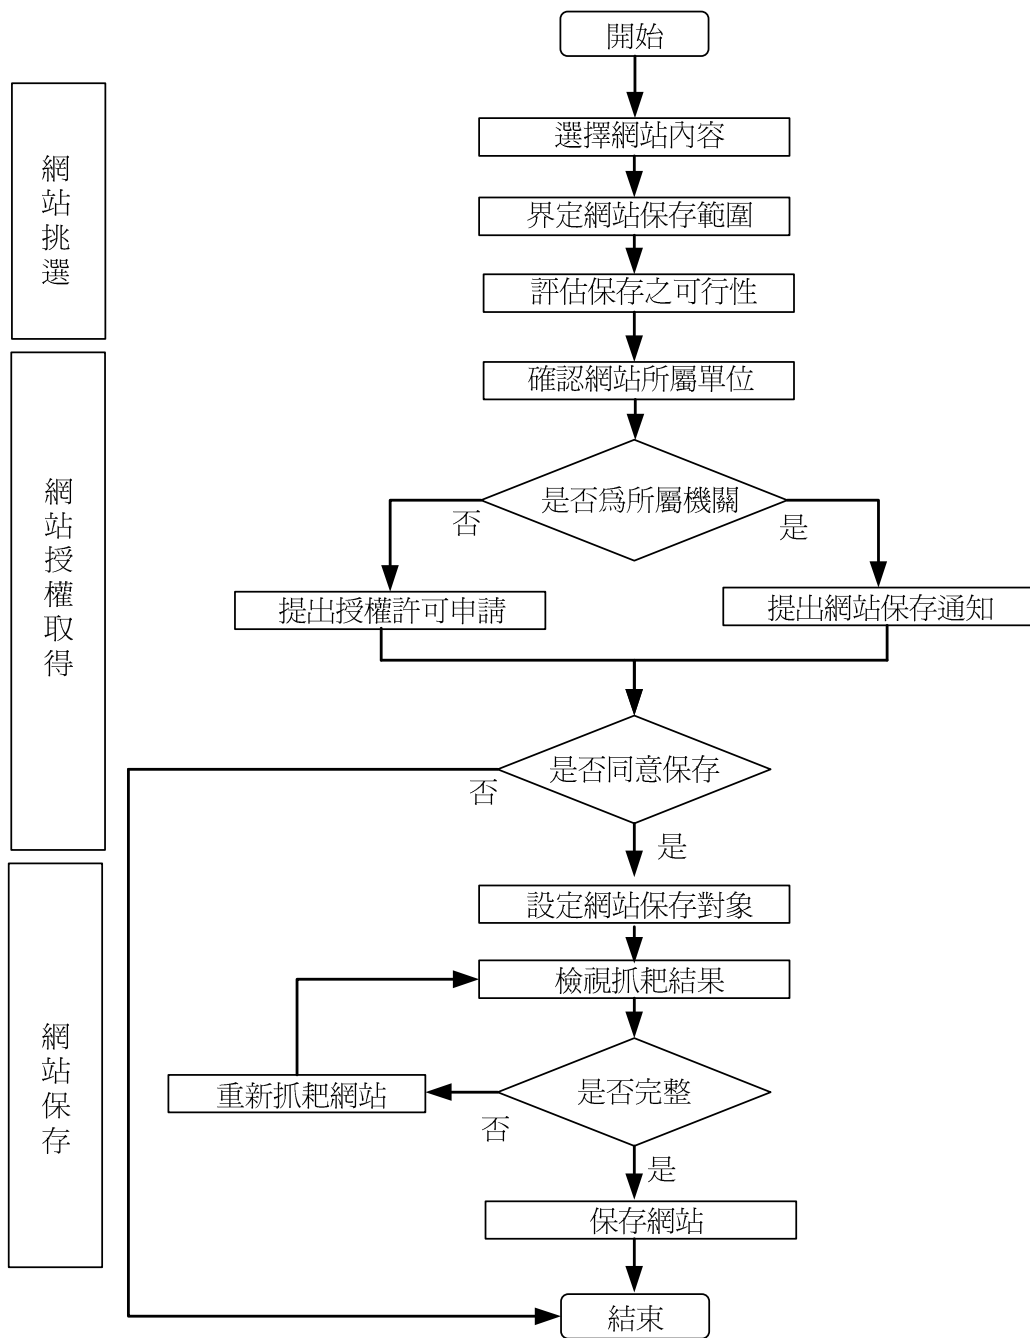 開始
網站挑選
選擇網站內容
界定網站保存範圍
評估保存之可行性
網站授權取得
確認網站所屬單位
是否為所屬機關
否
是
提出授權許可申請
提出網站保存通知
是否同意保存
否
是
網站保存
設定網站保存對象
檢視抓耙結果
重新抓耙網站
是否完整
否
是
保存網站
結束